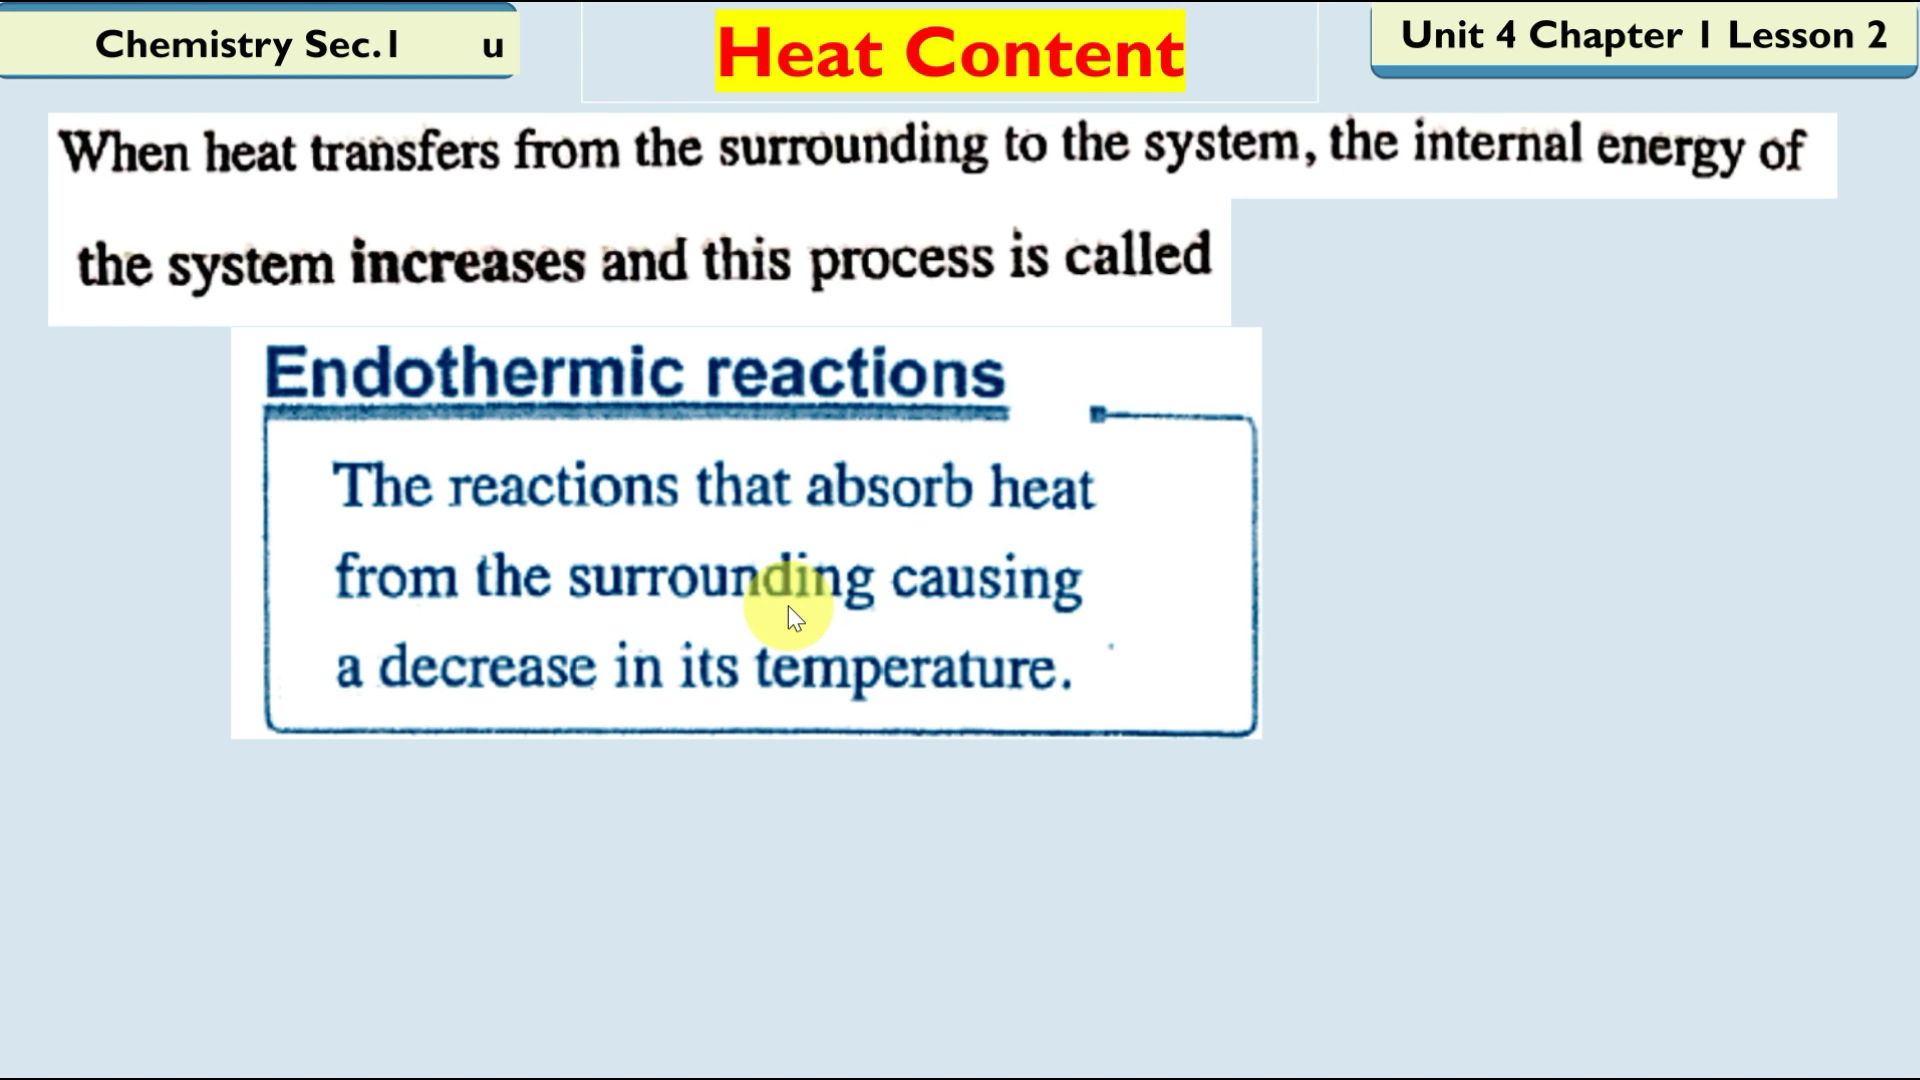 Chemistry Sec.1 u
Heat Content
Unit 4 Chapter 1 Lesson 2
When heat transfers from the surrounding to the system, the internal energy of
the system increases and this process is called
Endothermic reactions
The reactions that absorb heat
from the surrounding causing
a decrease in its temperature.